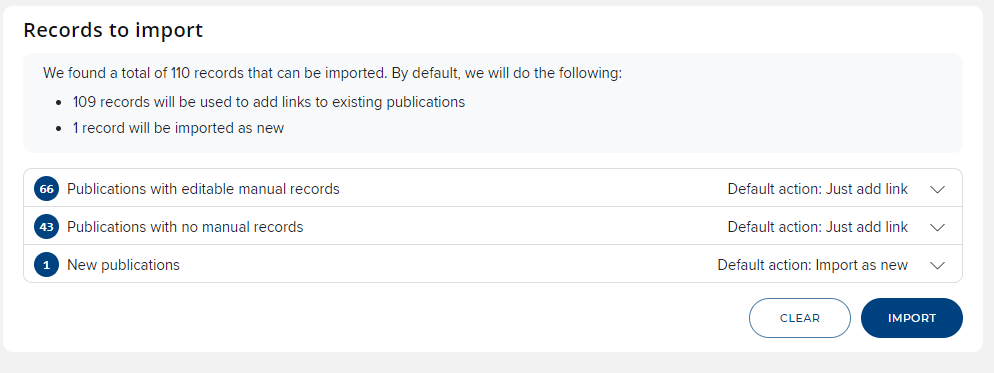 Records to import
We found a total of 110 records that can be imported. By default, we will do the following:
• 109 records will be used to add links to existing publications
• 1 record will be imported as new
66 Publications with editable manual records Default action: Just add link
43 Publications with no manual records Default action: Just add link
1 New publications Default action: Import as new
CLEAR IMPORT